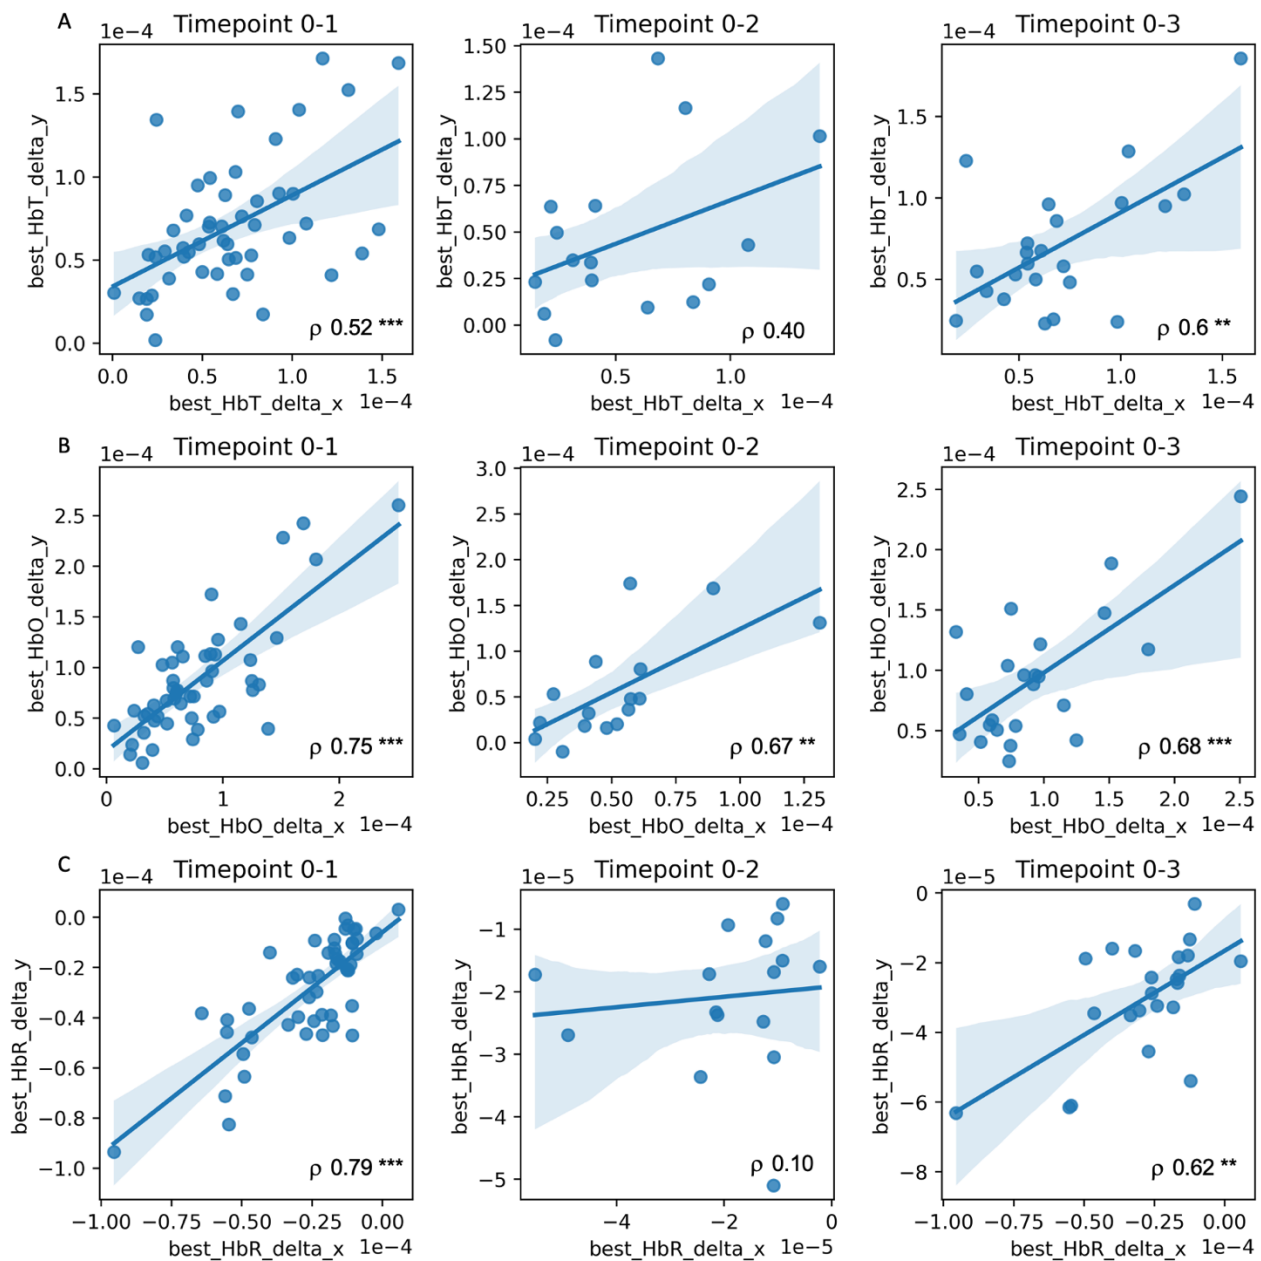 A
Timepoint 0-1
Timepoint 0-2
Timepoint 0-3
1e−4
1e−4
1e−4
best_HbT_delta_y
1.5
1.0
0.5
0.0
ρ 0.52 ***
0.0 0.5 1.0 1.5
best_HbT_delta_x 1e−4
best_HbT_delta_y
1.50
1.25
1.00
0.75
0.50
0.25
0.00
ρ 0.40
0.5 1.0
best_HbT_delta_x 1e−4
best_HbT_delta_y
1.5
1.0
0.5
ρ 0.6 **
0.5 1.0 1.5
best_HbT_delta_x 1e−4
B
Timepoint 0-1
Timepoint 0-2
Timepoint 0-3
1e−4
1e−4
1e−4
best_HbO_delta_y
2.5
2.0
1.5
1.0
0.5
0.0
ρ 0.75 ***
0 1 2
best_HbO_delta_x 1e−4
best_HbO_delta_y
3.0
2.5
2.0
1.5
1.0
0.5
0.0
ρ 0.67 **
0.25 0.50 0.75 1.00 1.25
best_HbO_delta_x 1e−4
best_HbO_delta_y
2.5
2.0
1.5
1.0
0.5
ρ 0.68 ***
0.5 1.0 1.5 2.0 2.5
best_HbO_delta_x 1e−4
C
Timepoint 0-1
Timepoint 0-2
Timepoint 0-3
1e−4
1e−5
1e−5
best_HbR_delta_y
0.0
−0.2
−0.4
−0.6
−0.8
−1.0
ρ 0.79 ***
−1.00 −0.75 −0.50 −0.25 0.00
best_HbR_delta_x 1e−4
best_HbR_delta_y
−1
−2
−3
−4
−5
ρ 0.10
−4 −2 0
best_HbR_delta_x 1e−5
best_HbR_delta_y
0
−2
−4
−6
−8
ρ 0.62 **
−1.00 −0.75 −0.50 −0.25 0.00
best_HbR_delta_x 1e−4